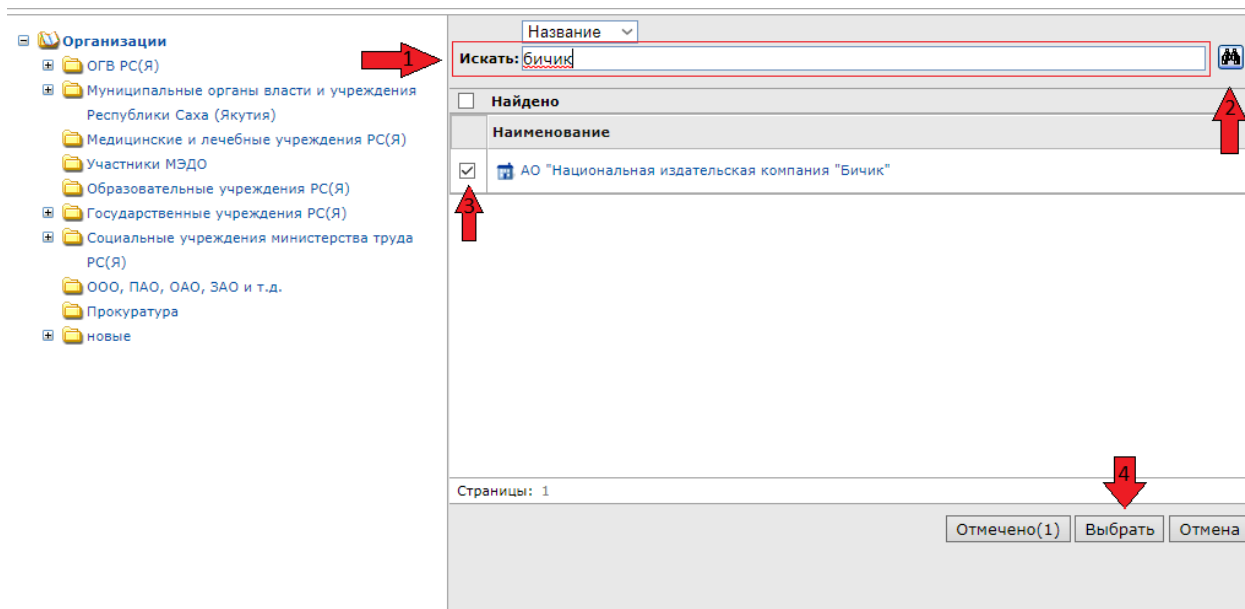 Организации
ОГВ РС(Я)
Муниципальные органы власти и учреждения
Республики Саха (Якутия)
Медицинские и лечебные учреждения РС(Я)
Участники МЭДО
Образовательные учреждения РС(Я)
Государственные учреждения РС(Я)
Социальные учреждения министерства труда
РС(Я)
ООО, ПАО, ОАО, ЗАО и т.д.
Прокуратура
новые
Название
1
Искать: бичик
2
Найдено
Наименование
АО "Национальная издательская компания "Бичик"
3
Страницы: 1
4
Отмечено(1) Выбрать Отмена